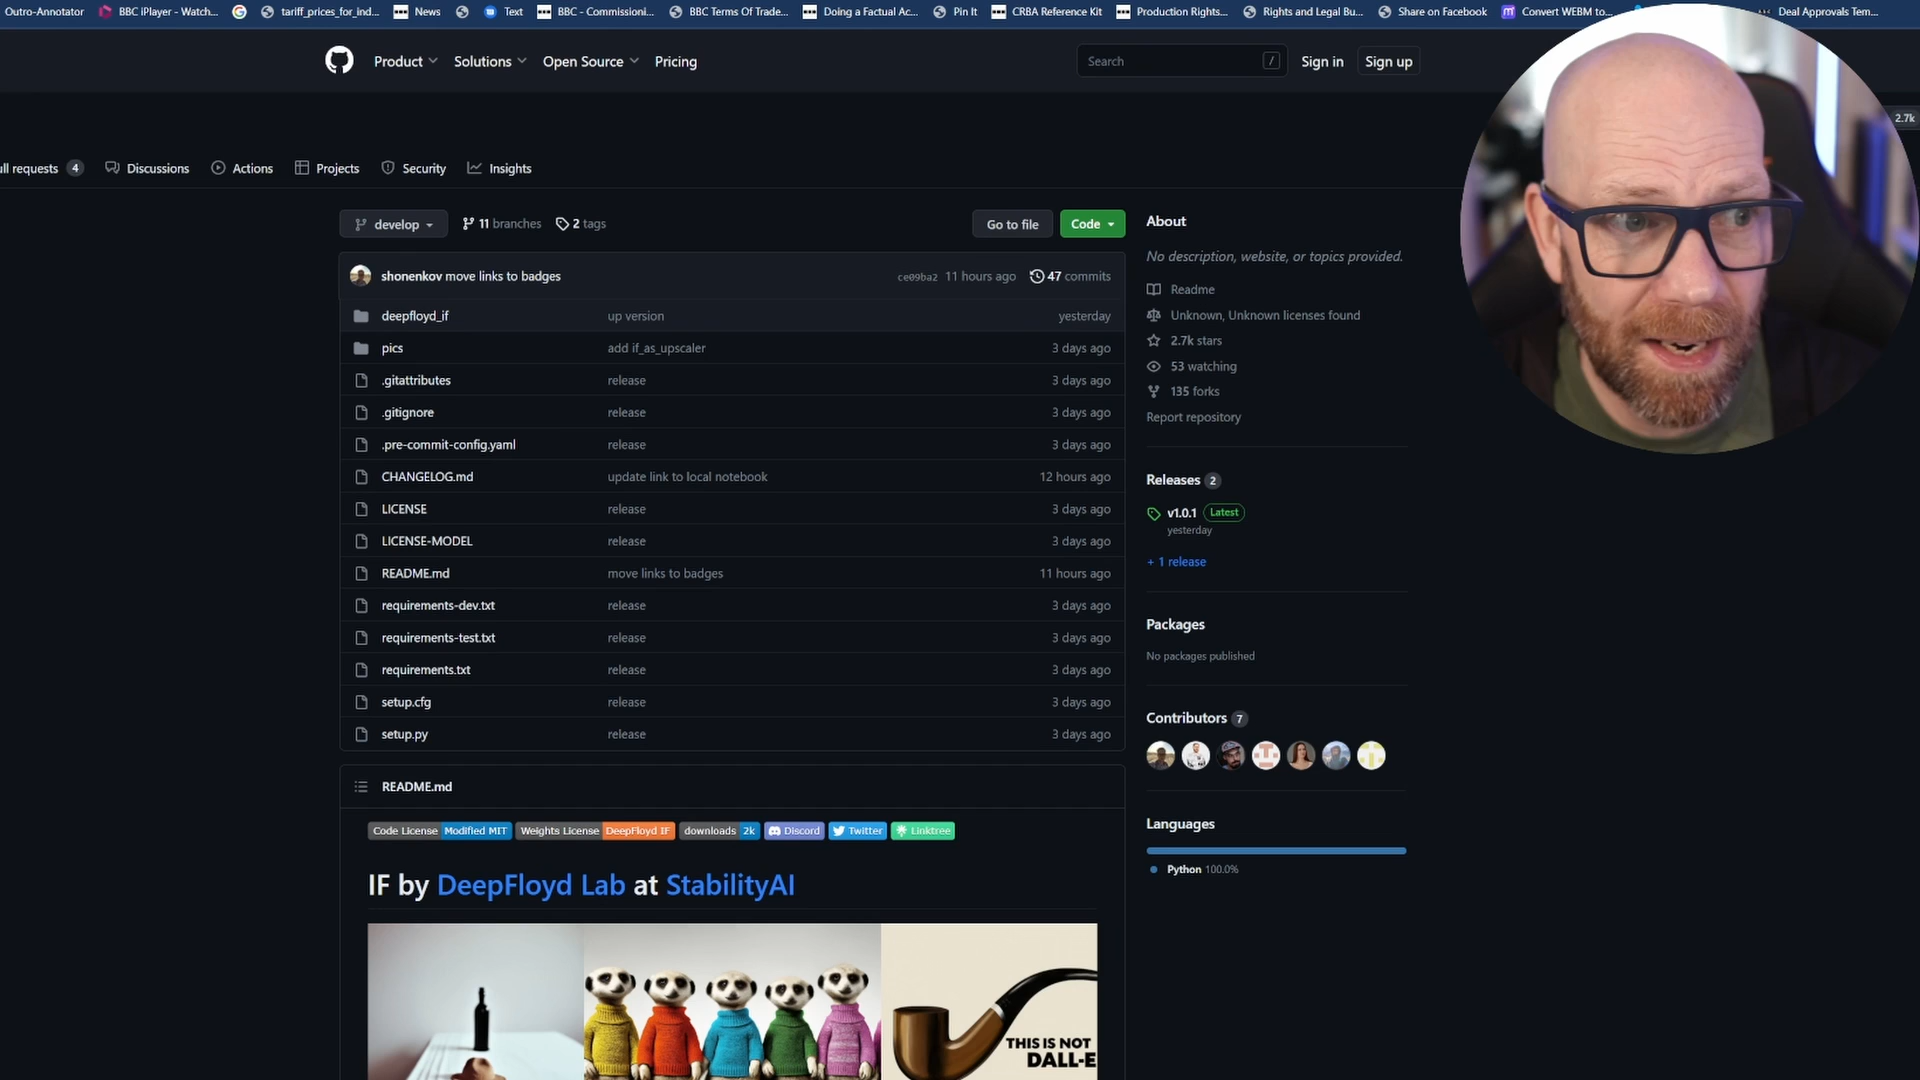 Outro-Annotator BBC iPlayer - Watch... tariff_prices_for_ind... News Text BBC - Commissioni... BBC Terms Of Trade... Doing a Factual Ac... Pin It CRBA Reference Kit Production Rights... Rights and Legal Bu... Share on Facebook Convert WEBM to... Deal Approvals Tem...
Product Solutions Open Source Pricing Search / Sign in Sign up
2.7k
ull requests 4 Discussions Actions Projects Security Insights
develop 11 branches 2 tags Go to file Code
shonenkov move links to badges ce09ba2 11 hours ago 47 commits
deepfloyd_if up version yesterday
pics add if_as_upscaler 3 days ago
.gitattributes release 3 days ago
.gitignore release 3 days ago
.pre-commit-config.yaml release 3 days ago
CHANGELOG.md update link to local notebook 12 hours ago
LICENSE release 3 days ago
LICENSE-MODEL release 3 days ago
README.md move links to badges 11 hours ago
requirements-dev.txt release 3 days ago
requirements-test.txt release 3 days ago
requirements.txt release 3 days ago
setup.cfg release 3 days ago
setup.py release 3 days ago
README.md
Code License Modified MIT Weights License DeepFloyd IF downloads 2k Discord Twitter Linktree
IF by DeepFloyd Lab at StabilityAI
THIS IS NOT
DALL-E
About
No description, website, or topics provided.
Readme
Unknown, Unknown licenses found
2.7k stars
53 watching
135 forks
Report repository
Releases 2
v1.0.1 Latest
yesterday
+ 1 release
Packages
No packages published
Contributors 7
Languages
Python 100.0%